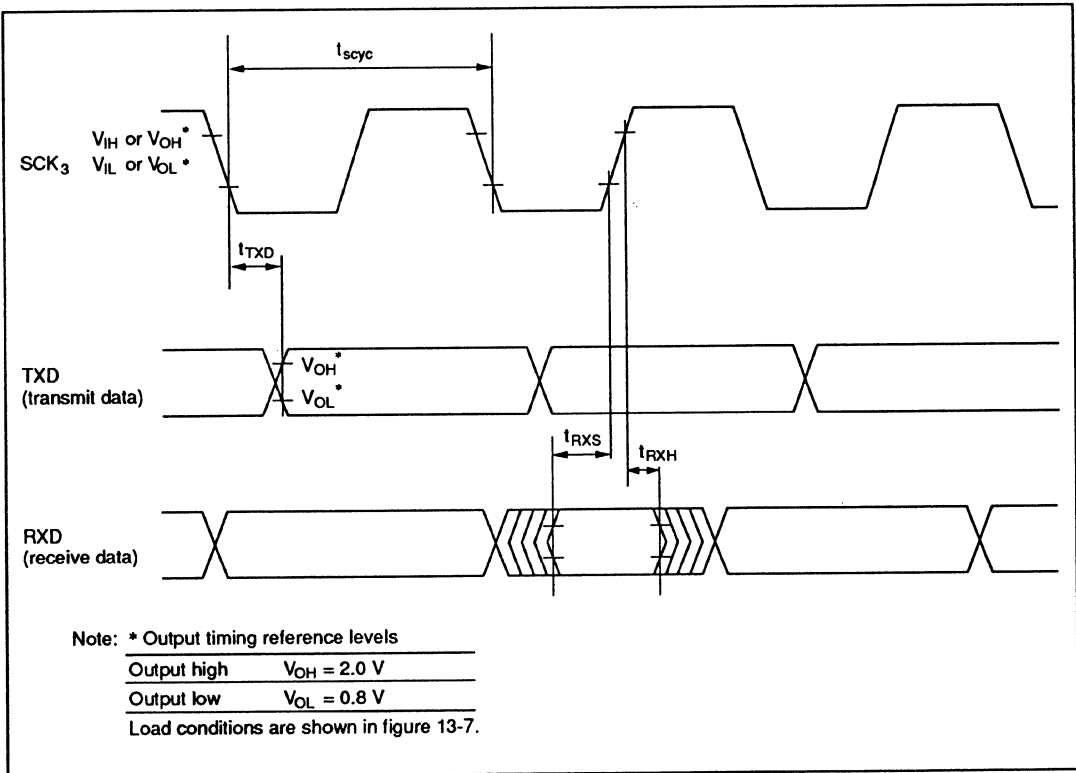 tscyc
VIH or VOH*
SCK3 VIL or VOL*
tTXD
TXD
(transmit data)
VOH*
VOL*
tRXS
tRXH
RXD
(receive data)
Note: * Output timing reference levels
Output high VOH = 2.0 V
Output low VOL = 0.8 V
Load conditions are shown in figure 13-7.